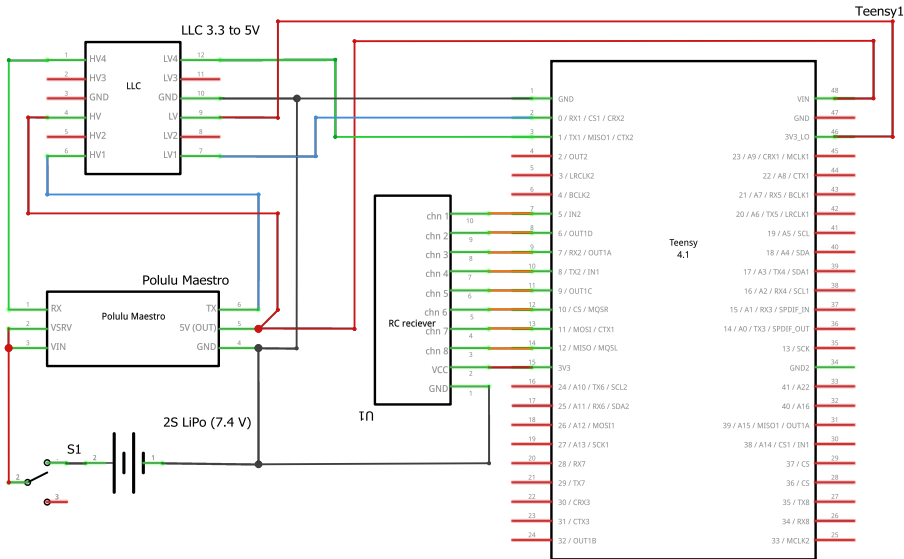 Teensy1
LLC 3.3 to 5V
1 HV4 LV4 12
2 HV3 LV3 11
LLC
3 GND GND 10
4 HV LV 9
5 HV2 LV2 8
6 HV1 LV1 7
1 GND VIN 48
2 0 / RX1 / CS1 / CRX2 GND 47
3 1 / TX1 / MISO1 / CTX2 3V3_LO 46
4 2 / OUT2 23 / A9 / CRX1 / MCLK1 45
5 3 / LRCLK2 22 / A8 / CTX1 44
6 4 / BCLK2 21 / A7 / RX5 / BCLK1 43
7 5 / IN2 20 / A6 / TX5 / LRCLK1 42
8 6 / OUT1D 19 / A5 / SCL 41
Teensy
4.1
9 7 / RX2 / OUT1A 18 / A4 / SDA 40
10 8 / TX2 / IN1 17 / A3 / TX4 / SDA1 39
11 9 / OUT1C 16 / A2 / RX4 / SCL1 38
12 10 / CS / MQSR 15 / A1 / RX3 / SPDIF_IN 37
13 11 / MOSI / CTX1 14 / A0 / TX3 / SPDIF_OUT 36
14 12 / MISO / MQSL 13 / SCK 35
15 3V3 GND2 34
16 24 / A10 / TX6 / SCL2 41 / A22 33
17 25 / A11 / RX6 / SDA2 40 / A16 32
18 26 / A12 / MOSI1 39 / A15 / MISO1 / OUT1A 31
19 27 / A13 / SCK1 38 / A14 / CS1 / IN1 30
20 28 / RX7 37 / CS 29
21 29 / TX7 36 / CS 28
22 30 / CRX3 35 / TX8 27
23 31 / CTX3 34 / RX8 26
24 32 / OUT1B 33 / MCLK2 25
chn 1 10
chn 2 9
chn 3 8
chn 4 7
chn 5 6
chn 6 5
RC reciever
chn 7 4
chn 8 3
VCC 2
GND 1
U1
Polulu Maestro
1 RX TX 6
Polulu Maestro
2 VSRV 5V (OUT) 5
3 VIN GND 4
2S LiPo (7.4 V)
S1
2 1
2
3